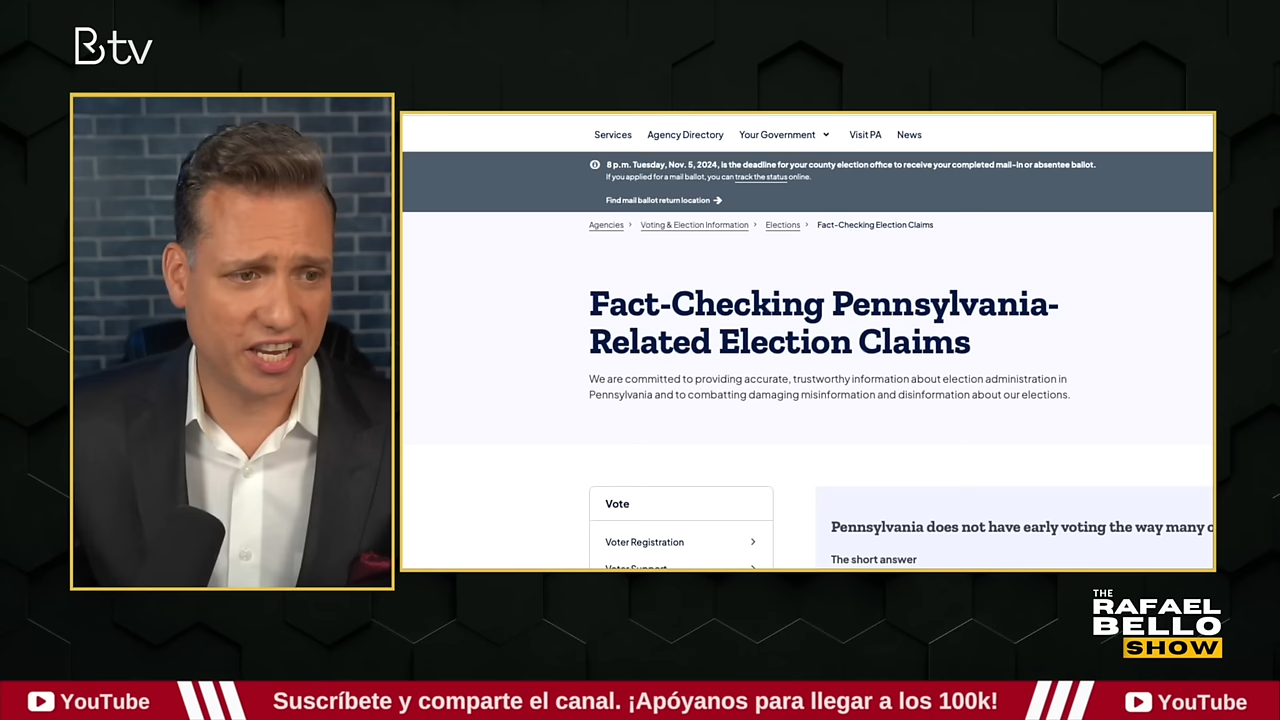 Btv
Services Agency Directory Your Government Visit PA News
8 p.m. Tuesday, Nov. 5, 2024, is the deadline for your county election office to receive your completed mail-in or absentee ballot.
If you applied for a mail ballot, you can track the status online.
Find mail ballot return location
Agencies Voting & Election Information Elections Fact-Checking Election Claims
Fact-Checking Pennsylvania-
Related Election Claims
We are committed to providing accurate, trustworthy information about election administration in
Pennsylvania and to combatting damaging misinformation and disinformation about our elections.
Vote
Voter Registration
Voter Support
Pennsylvania does not have early voting the way many
The short answer
THE
RAFAEL
BELLO
SHOW
YouTube Suscríbete y comparte el canal. ¡Apóyanos para llegar a los 100k! YouTube